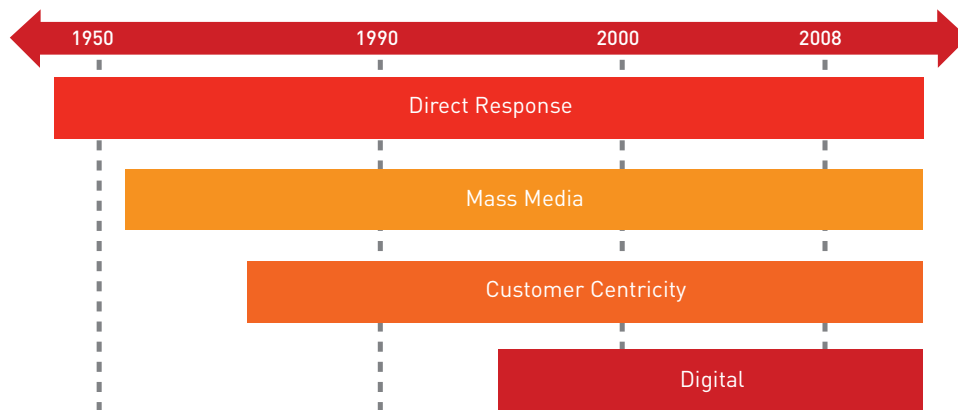 1950 1990 2000 2008
Direct Response
Mass Media
Customer Centricity
Digital